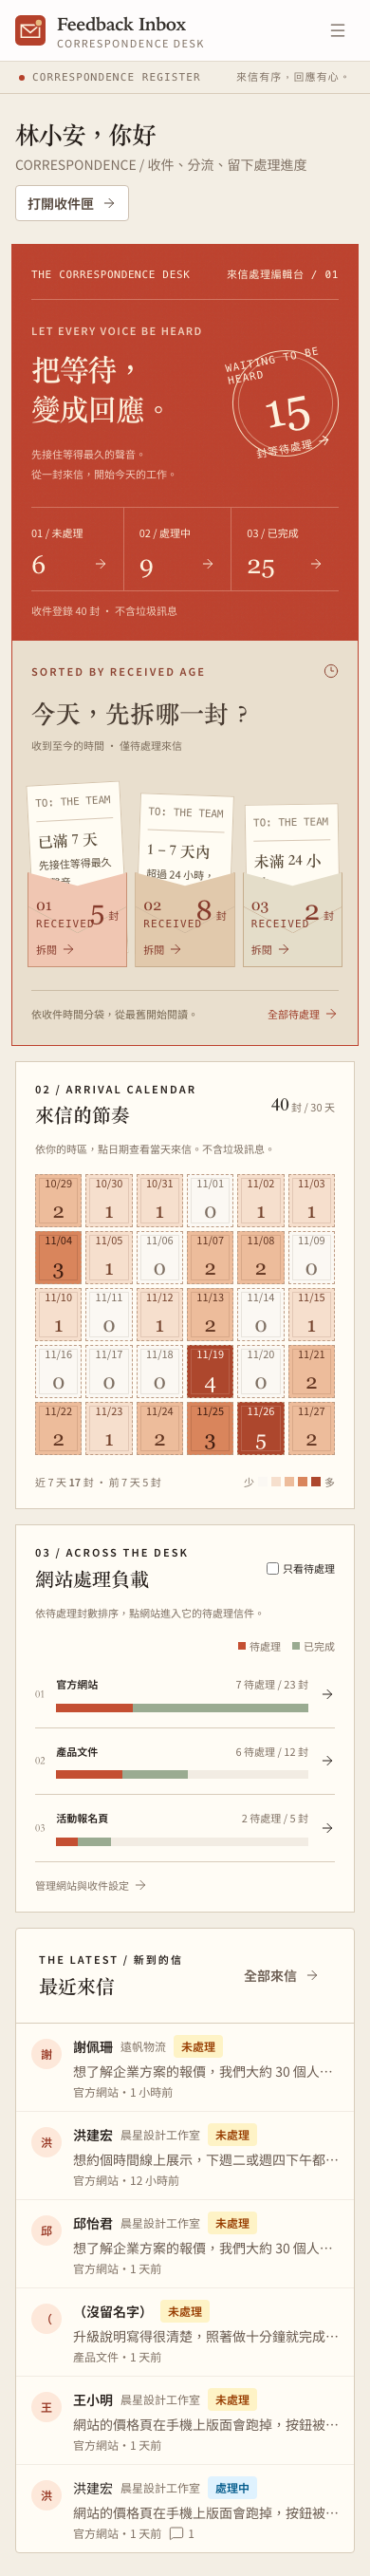 Feedback Inbox
CORRESPONDENCE DESK
CORRESPONDENCE REGISTER
來信有序，回應有心。
林小安，你好
CORRESPONDENCE / 收件、分流、留下處理進度
打開收件匣
THE CORRESPONDENCE DESK
來信處理編輯台 / 01
LET EVERY VOICE BE HEARD
把等待，
變成回應。
WAITING TO BE
HEARD
15
封等待處理
先接住等得最久的聲音。
從一封來信，開始今天的工作。
01 / 未處理
6
02 / 處理中
9
03 / 已完成
25
收件登錄 40 封 · 不含垃圾訊息
SORTED BY RECEIVED AGE
今天，先拆哪一封？
收到至今的時間 · 僅待處理來信
TO: THE TEAM
已滿 7 天
先接住等得最久
01
RECEIVED
5 封
拆閱
TO: THE TEAM
1 – 7 天內
超過 24 小時，
02
RECEIVED
8 封
拆閱
TO: THE TEAM
未滿 24 小
03
RECEIVED
2 封
拆閱
依收件時間分袋，從最舊開始閱讀。
全部待處理
02 / ARRIVAL CALENDAR
來信的節奏
40 封 / 30 天
依你的時區，點日期查看當天來信。不含垃圾訊息。
10/29 10/30 10/31 11/01 11/02 11/03
2 1 1 0 1 1
11/04 11/05 11/06 11/07 11/08 11/09
3 1 0 2 2 0
11/10 11/11 11/12 11/13 11/14 11/15
1 0 1 2 0 1
11/16 11/17 11/18 11/19 11/20 11/21
0 0 0 4 0 2
11/22 11/23 11/24 11/25 11/26 11/27
2 1 2 3 5 2
近 7 天 17 封 · 前 7 天 5 封
少 多
03 / ACROSS THE DESK
網站處理負載
只看待處理
依待處理封數排序，點網站進入它的待處理信件。
待處理 已完成
01 官方網站 7 待處理 / 23 封
02 產品文件 6 待處理 / 12 封
03 活動報名頁 2 待處理 / 5 封
管理網站與收件設定
THE LATEST / 新到的信
最近來信
全部來信
謝 謝佩珊 遠帆物流 未處理
想了解企業方案的報價，我們大約 30 個人…
官方網站 · 1 小時前
洪 洪建宏 晨星設計工作室 未處理
想約個時間線上展示，下週二或週四下午都…
官方網站 · 12 小時前
邱 邱怡君 晨星設計工作室 未處理
想了解企業方案的報價，我們大約 30 個人…
官方網站 · 1 天前
（ （沒留名字） 未處理
升級說明寫得很清楚，照著做十分鐘就完成…
產品文件 · 1 天前
王 王小明 晨星設計工作室 未處理
網站的價格頁在手機上版面會跑掉，按鈕被…
官方網站 · 1 天前
洪 洪建宏 晨星設計工作室 處理中
網站的價格頁在手機上版面會跑掉，按鈕被…
官方網站 · 1 天前 1